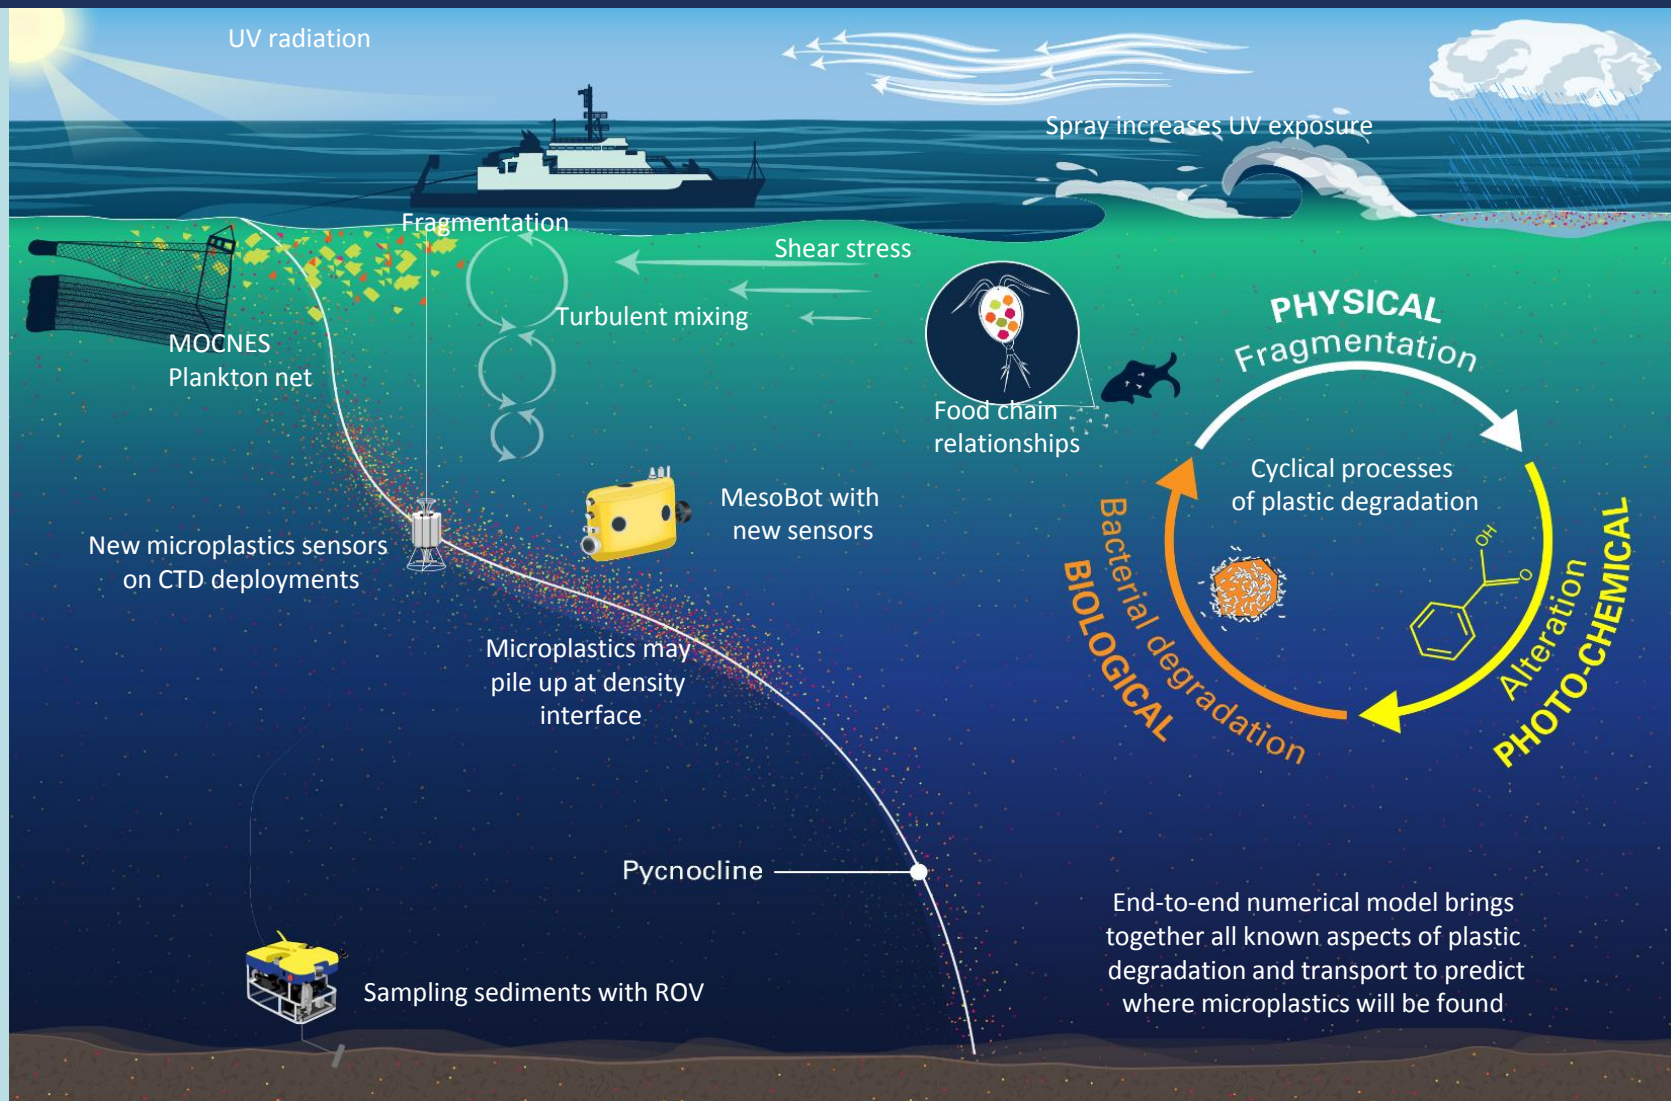 UV radiation
Spray increases UV exposure
Fragmentation
Shear stress
Turbulent mixing
MOCNES
Plankton net
Food chain
relationships
PHYSICAL
Fragmentation
Cyclical processes
of plastic degradation
OH
O
Alteration
PHOTO-CHEMICAL
Bacterial degradation
BIOLOGICAL
MesoBot with
new sensors
New microplastics sensors
on CTD deployments
Microplastics may
pile up at density
interface
Pycnocline
End-to-end numerical model brings
together all known aspects of plastic
degradation and transport to predict
where microplastics will be found
Sampling sediments with ROV